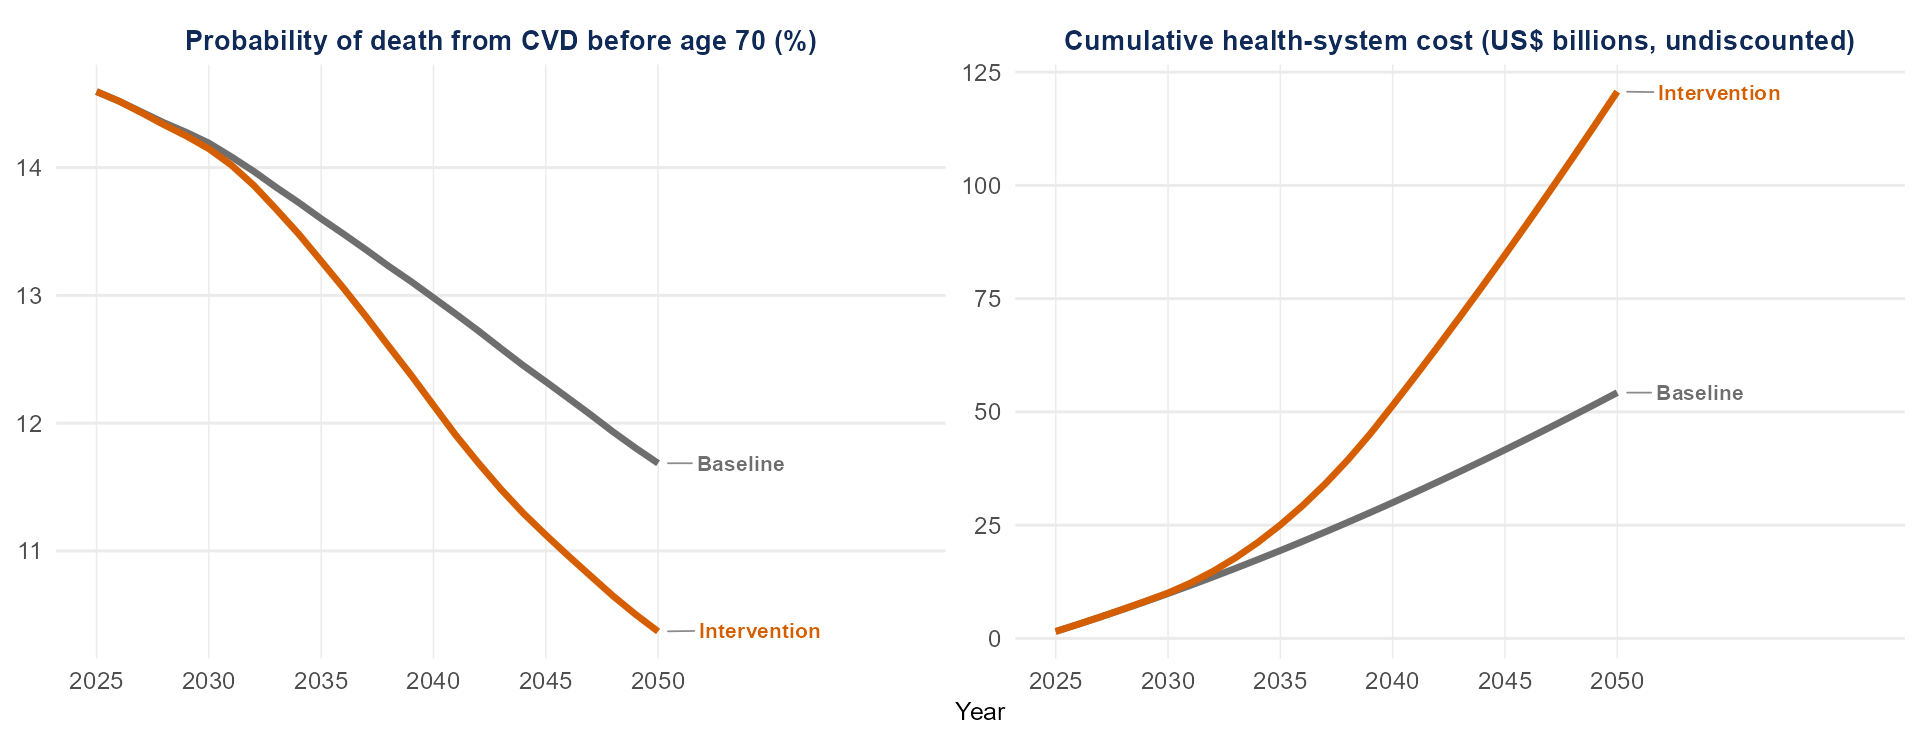 Probability of death from CVD before age 70 (%)
14
13
12
11
Baseline
Intervention
2025 2030 2035 2040 2045 2050
Cumulative health-system cost (US$ billions, undiscounted)
125
100
75
50
25
0
Intervention
Baseline
2025 2030 2035 2040 2045 2050
Year